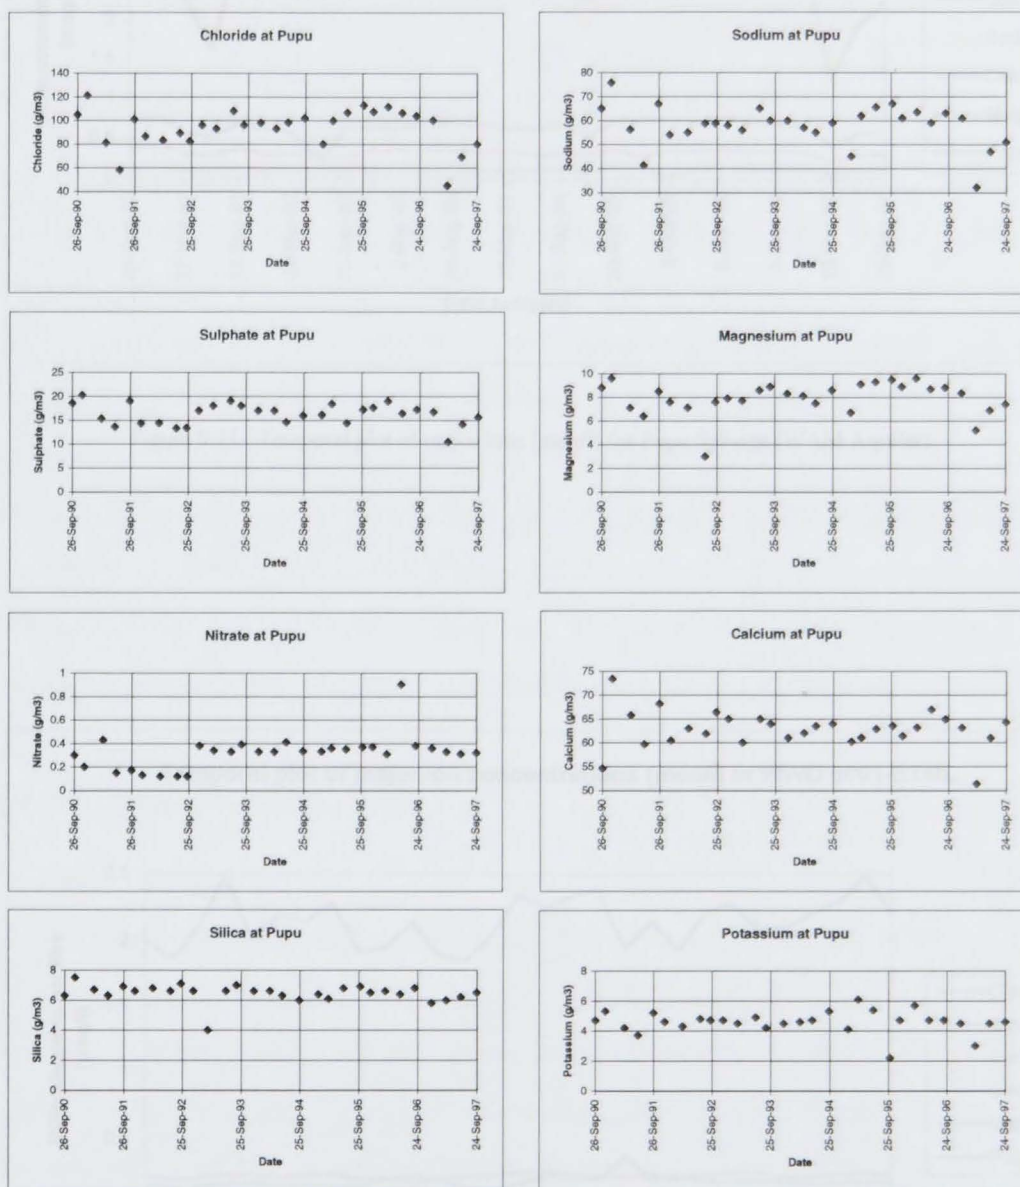 Chloride at Pupu
Chloride (g/m3)
140
120
100
80
60
40
26-Sep-90
26-Sep-91
25-Sep-92
25-Sep-93
25-Sep-94
25-Sep-95
24-Sep-96
24-Sep-97
Date
Sodium at Pupu
Sodium (g/m3)
80
70
60
50
40
30
26-Sep-90
26-Sep-91
25-Sep-92
25-Sep-93
25-Sep-94
25-Sep-95
24-Sep-96
24-Sep-97
Date
Sulphate at Pupu
Sulphate (g/m3)
25
20
15
10
5
0
26-Sep-90
26-Sep-91
25-Sep-92
25-Sep-93
25-Sep-94
25-Sep-95
24-Sep-96
24-Sep-97
Date
Magnesium at Pupu
Magnesium (g/m3)
10
8
6
4
2
0
26-Sep-90
26-Sep-91
25-Sep-92
25-Sep-93
25-Sep-94
25-Sep-95
24-Sep-96
24-Sep-97
Date
Nitrate at Pupu
Nitrate (g/m3)
1
0.8
0.6
0.4
0.2
0
26-Sep-90
26-Sep-91
25-Sep-92
25-Sep-93
25-Sep-94
25-Sep-95
24-Sep-96
24-Sep-97
Date
Calcium at Pupu
Calcium (g/m3)
75
70
65
60
55
50
26-Sep-90
26-Sep-91
25-Sep-92
25-Sep-93
25-Sep-94
25-Sep-95
24-Sep-96
24-Sep-97
Date
Silica at Pupu
Silica (g/m3)
8
6
4
2
0
26-Sep-90
26-Sep-91
25-Sep-92
25-Sep-93
25-Sep-94
25-Sep-95
24-Sep-96
24-Sep-97
Date
Potassium at Pupu
Potassium (g/m3)
8
6
4
2
0
26-Sep-90
26-Sep-91
25-Sep-92
25-Sep-93
25-Sep-94
25-Sep-95
24-Sep-96
24-Sep-97
Date